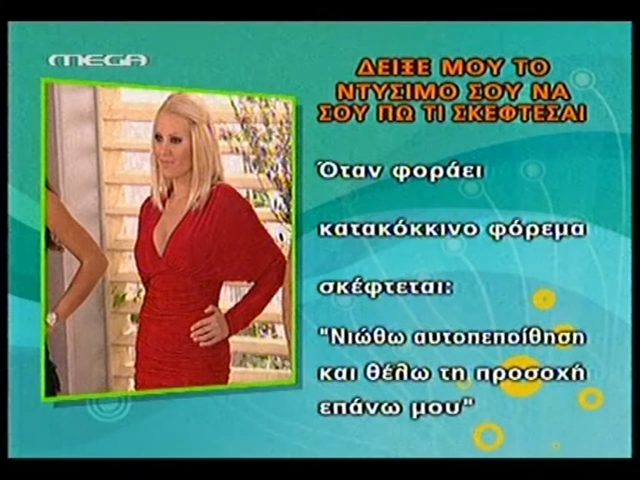 MEGA
ΔΕΙΞΕ ΜΟΥ ΤΟ
ΝΤΥΣΙΜΟ ΣΟΥ ΝΑ
ΣΟΥ ΠΩ ΤΙ ΣΚΕΦΤΕΣΑΙ
Όταν φοράει
κατακόκκινο φόρεμα
σκέφτεται:
"Νιώθω αυτοπεποίθηση
και θέλω τη προσοχή
επάνω μου"